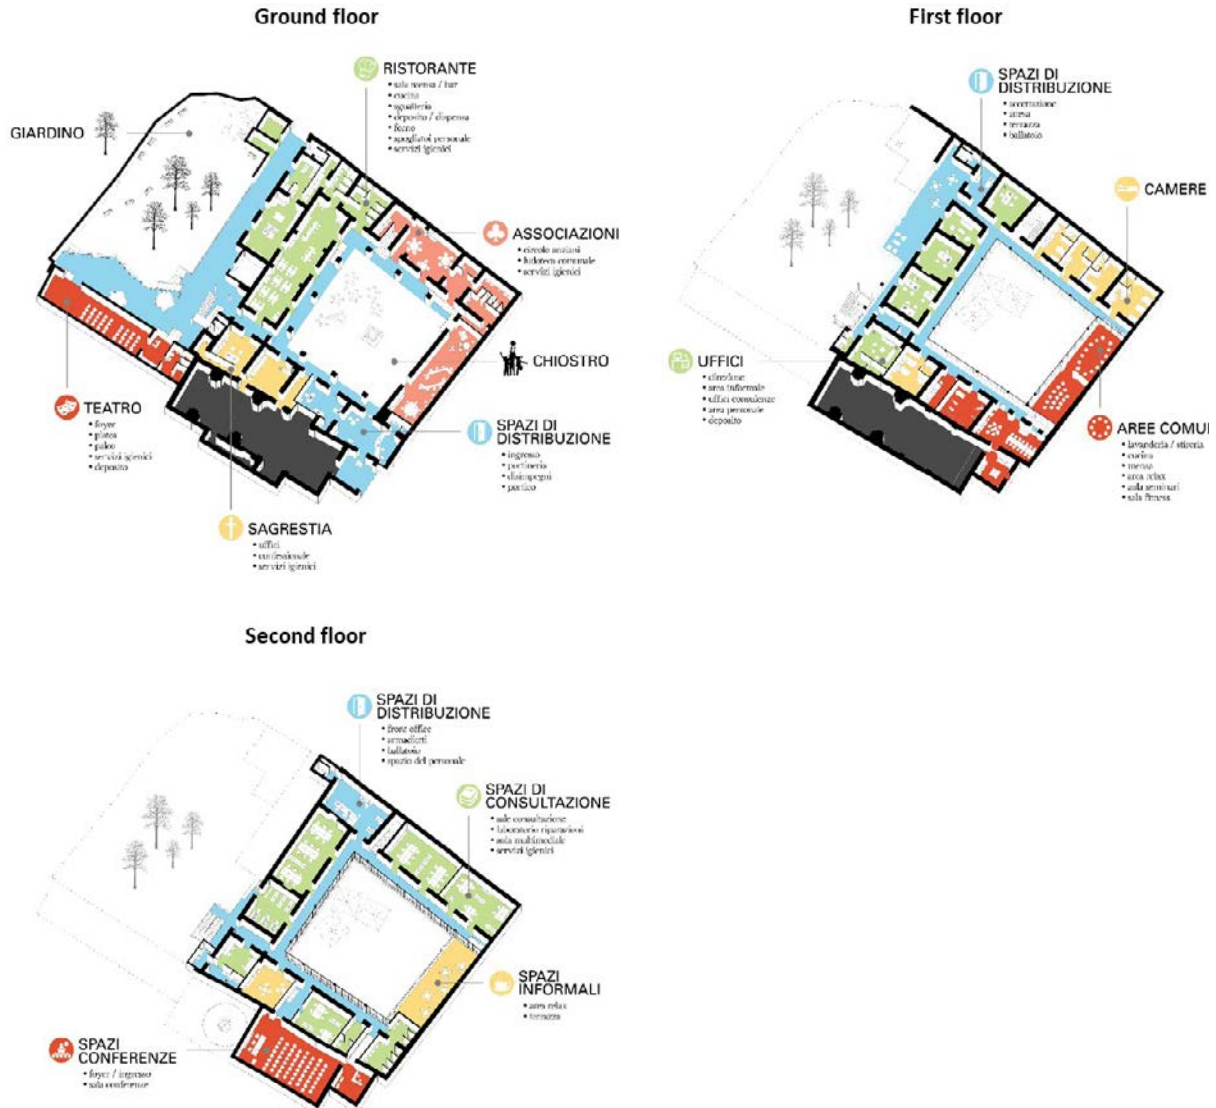 Ground floor
RISTORANTE
• sala mensa / bar
• cucina
• sguatteria
• deposito / dispensa
• forno
• spogliatoi personale
• servizi igienici
GIARDINO
ASSOCIAZIONI
• circolo anziani
• ludoteca comunale
• servizi igienici
CHIOSTRO
TEATRO
• foyer
• platea
• palco
• servizi igienici
• deposito
SPAZI DI
DISTRIBUZIONE
• ingresso
• portineria
• disimpegni
• portico
SAGRESTIA
• uffici
• confessionale
• servizi igienici
First floor
SPAZI DI
DISTRIBUZIONE
• accettazione
• attesa
• terrazza
• ballatoio
CAMERE
UFFICI
• direzione
• area informale
• uffici consulenze
• area personale
• deposito
AREE COMUI
• lavanderia / stireria
• cucina
• mensa
• area relax
• aula seminari
• sala fitness
Second floor
SPAZI DI
DISTRIBUZIONE
• front office
• armadietti
• ballatoio
• spazio del personale
SPAZI DI
CONSULTAZIONE
• sale consultazione
• laboratorio riparazioni
• aula multimediale
• servizi igienici
SPAZI
INFORMALI
• area relax
• terrazza
SPAZI
CONFERENZE
• foyer / ingresso
• sala conferenze